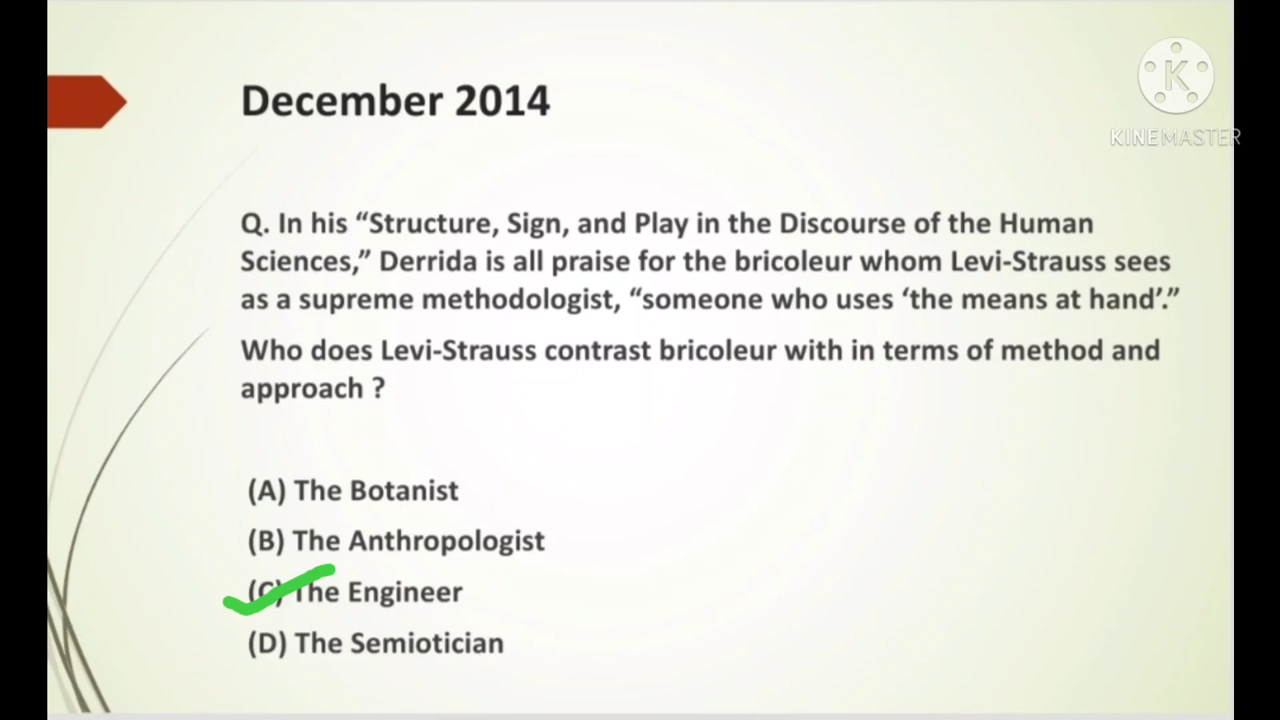 December 2014
K
KINEMASTER
Q. In his “Structure, Sign, and Play in the Discourse of the Human
Sciences,” Derrida is all praise for the bricoleur whom Levi-Strauss sees
as a supreme methodologist, “someone who uses ‘the means at hand’.”
Who does Levi-Strauss contrast bricoleur with in terms of method and
approach ?
(A) The Botanist
(B) The Anthropologist
(C) The Engineer
(D) The Semiotician